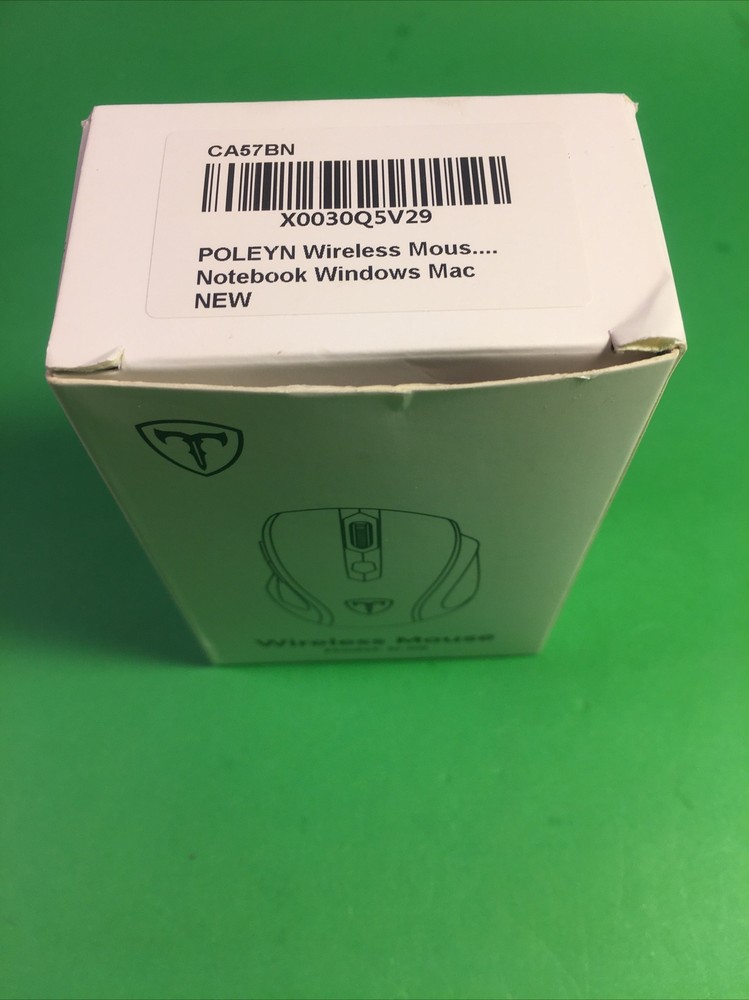 CA57BN
X0030Q5V29
POLEYN Wireless Mous....
Notebook Windows Mac
NEW
Wireless Mouse